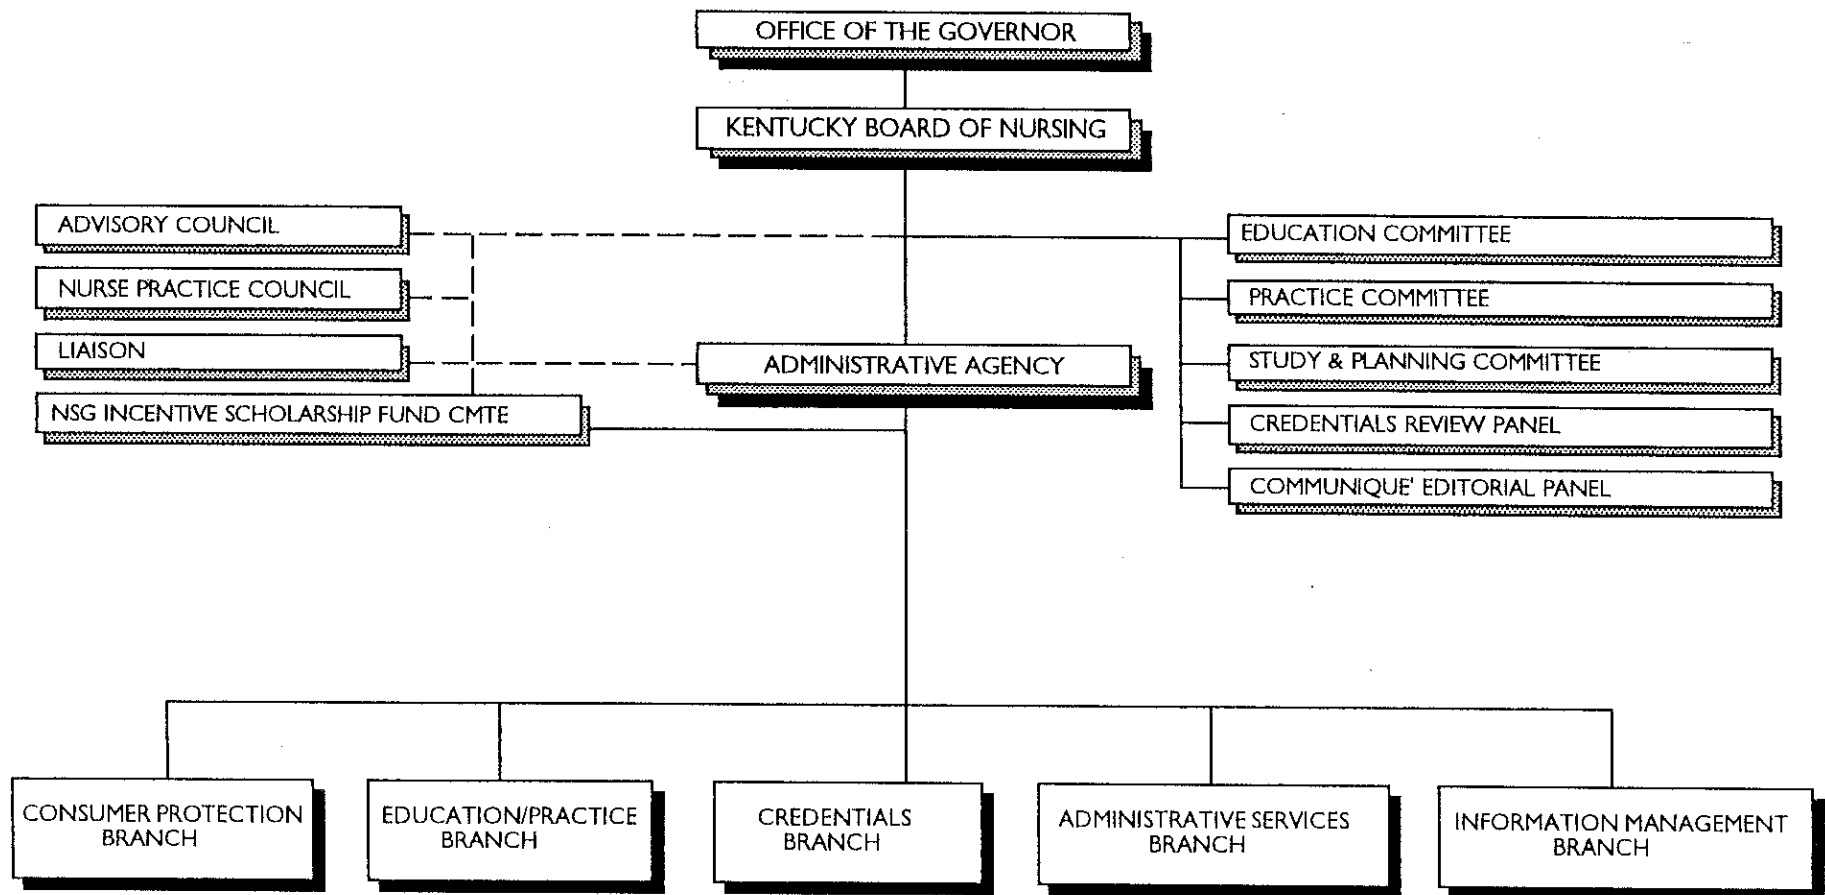 OFFICE OF THE GOVERNOR
KENTUCKY BOARD OF NURSING
ADVISORY COUNCIL
NURSE PRACTICE COUNCIL
LIAISON
NSG INCENTIVE SCHOLARSHIP FUND CMTE
ADMINISTRATIVE AGENCY
EDUCATION COMMITTEE
PRACTICE COMMITTEE
STUDY & PLANNING COMMITTEE
CREDENTIALS REVIEW PANEL
COMMUNIQUE' EDITORIAL PANEL
CONSUMER PROTECTION
BRANCH
EDUCATION/PRACTICE
BRANCH
CREDENTIALS
BRANCH
ADMINISTRATIVE SERVICES
BRANCH
INFORMATION MANAGEMENT
BRANCH